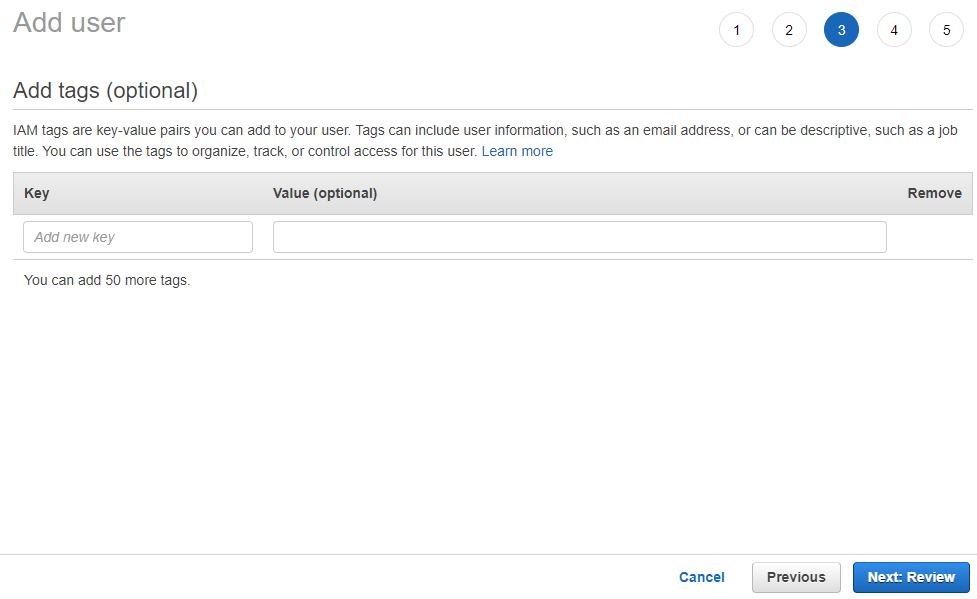 Add user
1 2 3 4 5
Add tags (optional)
IAM tags are key-value pairs you can add to your user. Tags can include user information, such as an email address, or can be descriptive, such as a job
title. You can use the tags to organize, track, or control access for this user. Learn more
Key Value (optional) Remove
Add new key
You can add 50 more tags.
Cancel Previous Next: Review